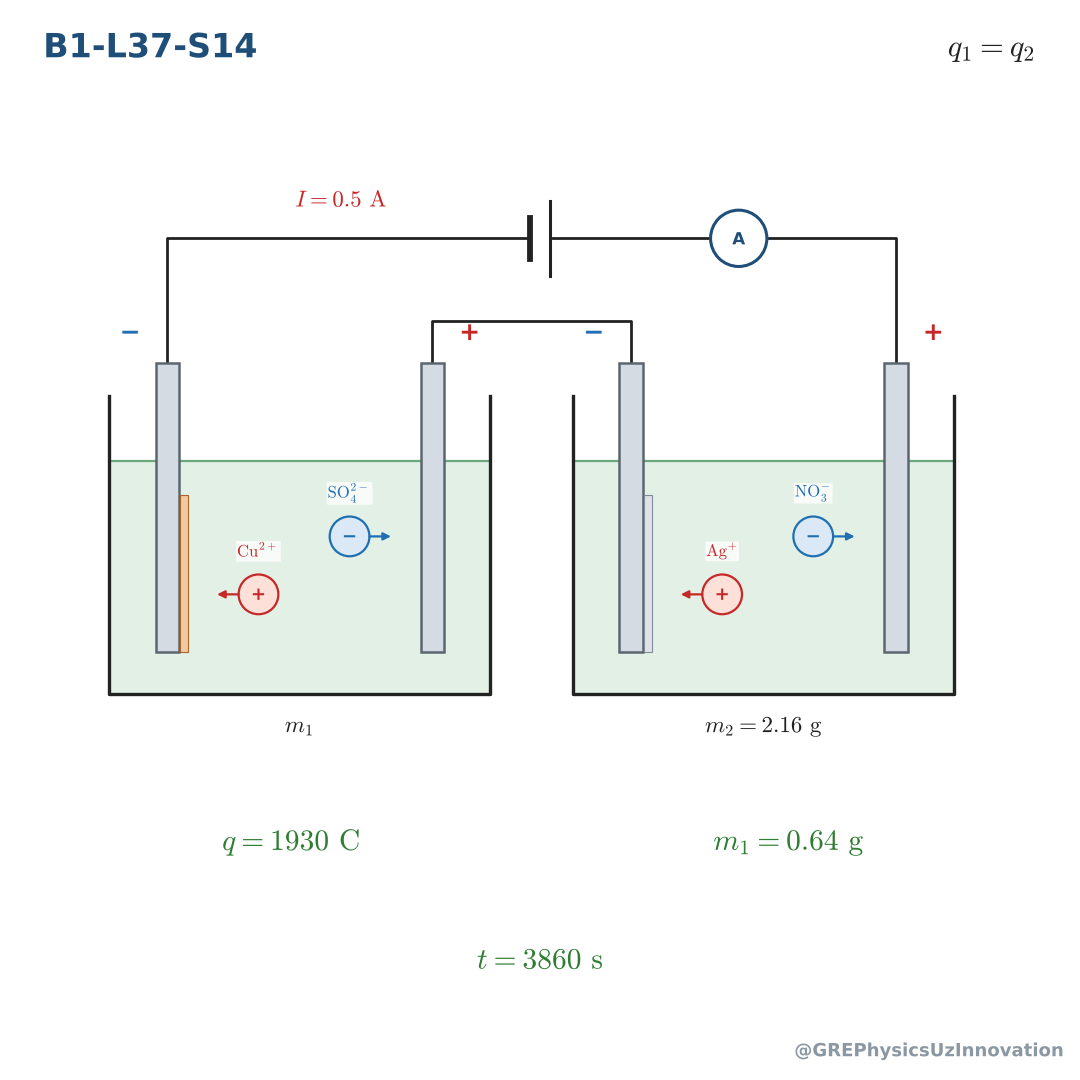 B1-L37-S14
q₁ = q₂
I = 0.5 A
A
− + − +
SO₄²⁻ NO₃⁻
− −
Cu²⁺ Ag⁺
+ +
m₁ m₂ = 2.16 g
q = 1930 C m₁ = 0.64 g
t = 3860 s
@GREPhysicsUzInnovation